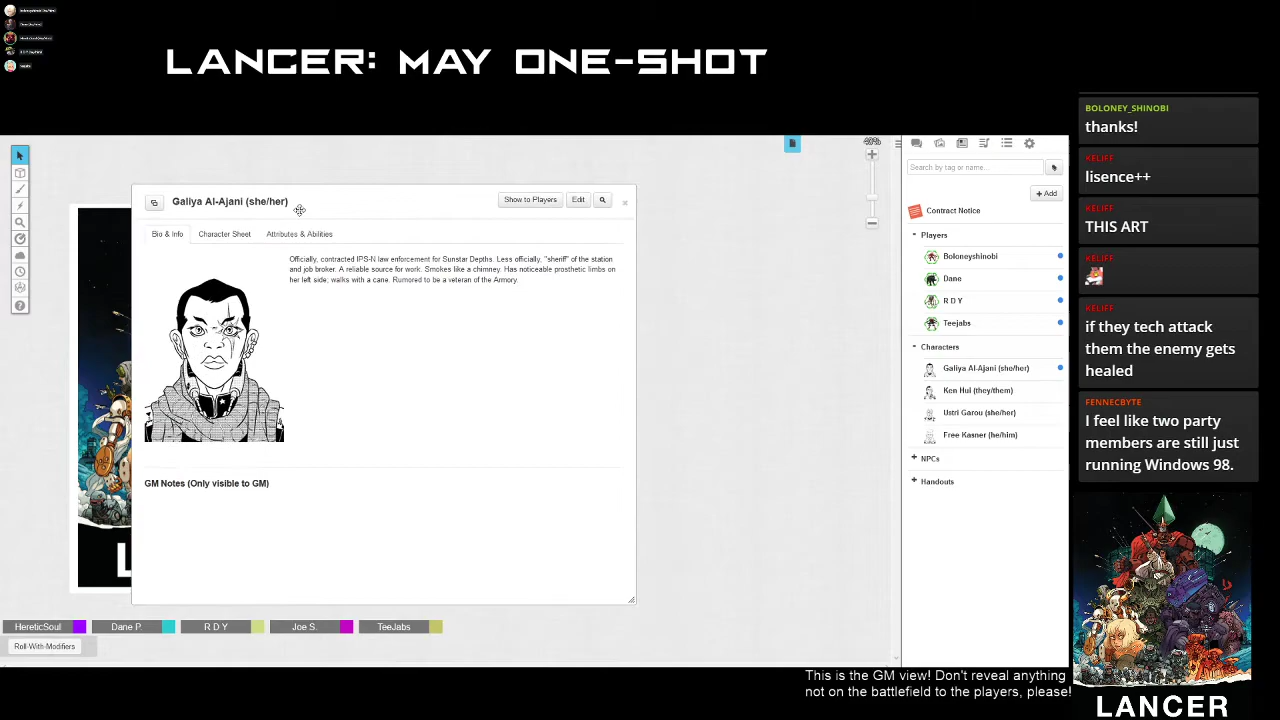 LANCER: MAY ONE-SHOT
BOLONEY_SHINOBI
thanks!
KELIFF
lisence++
KELIFF
THIS ART
KELIFF
KELIFF
if they tech attack
them the enemy gets
healed
FENNECBYTE
I feel like two party
members are still just
running Windows 98.
Galiya Al-Ajani (she/her)
Show to Players
Edit
Bio & Info
Character Sheet
Attributes & Abilities
Officially, contracted IPS-N law enforcement for Sunstar Depths. Less officially, "sheriff" of the station
and job broker. A reliable source for work. Smokes like a chimney. Has noticeable prosthetic limbs on
her left side; walks with a cane. Rumored to be a veteran of the Armory.
GM Notes (Only visible to GM)
Search by tag or name...
+ Add
Contract Notice
Players
Boloneyshinobi
Dane
R D Y
Teejabs
Characters
Galiya Al-Ajani (she/her)
Ken Hui (they/them)
Ustri Garou (she/her)
Free Kasner (he/him)
NPCs
Handouts
HereticSoul
Dane P.
R D Y
Joe S.
TeeJabs
Roll-With-Modifiers
This is the GM view! Don't reveal anything
not on the battlefield to the players, please!
LANCER